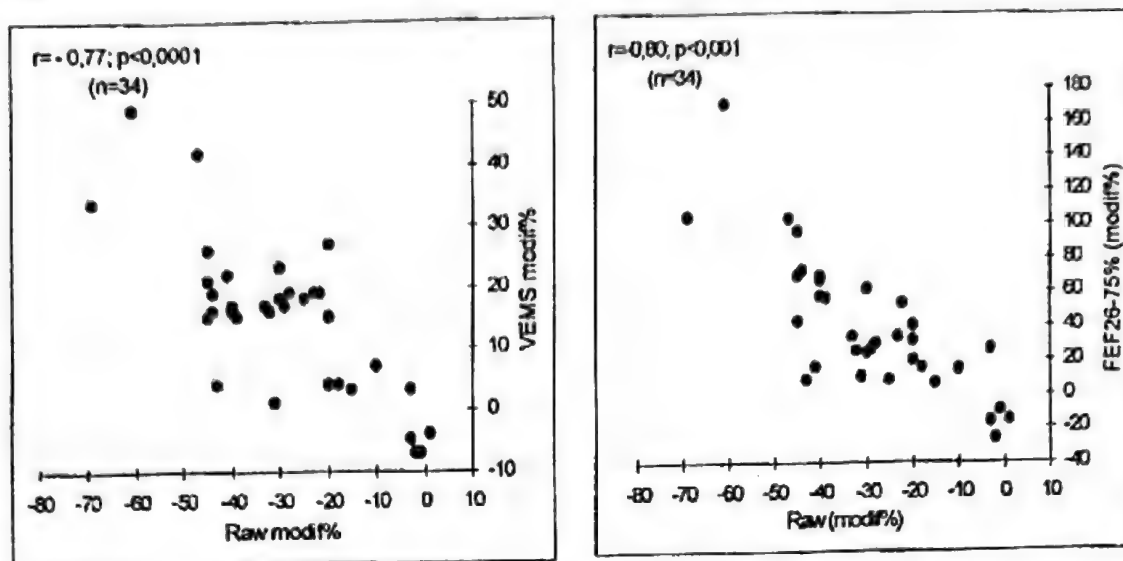 r= - 0,77; p<0,0001
(n=34)
50
40
30
20
10
0
-10
VEMS modif%
-80 -70 -60 -50 -40 -30 -20 -10 0 10
Raw modif%
r=-0,80; p<0,001
(n=34)
180
160
140
120
100
80
60
40
20
0
-20
-40
FEF26-75% (modif%)
-80 -70 -60 -50 -40 -30 -20 -10 0 10
Raw (modif%)